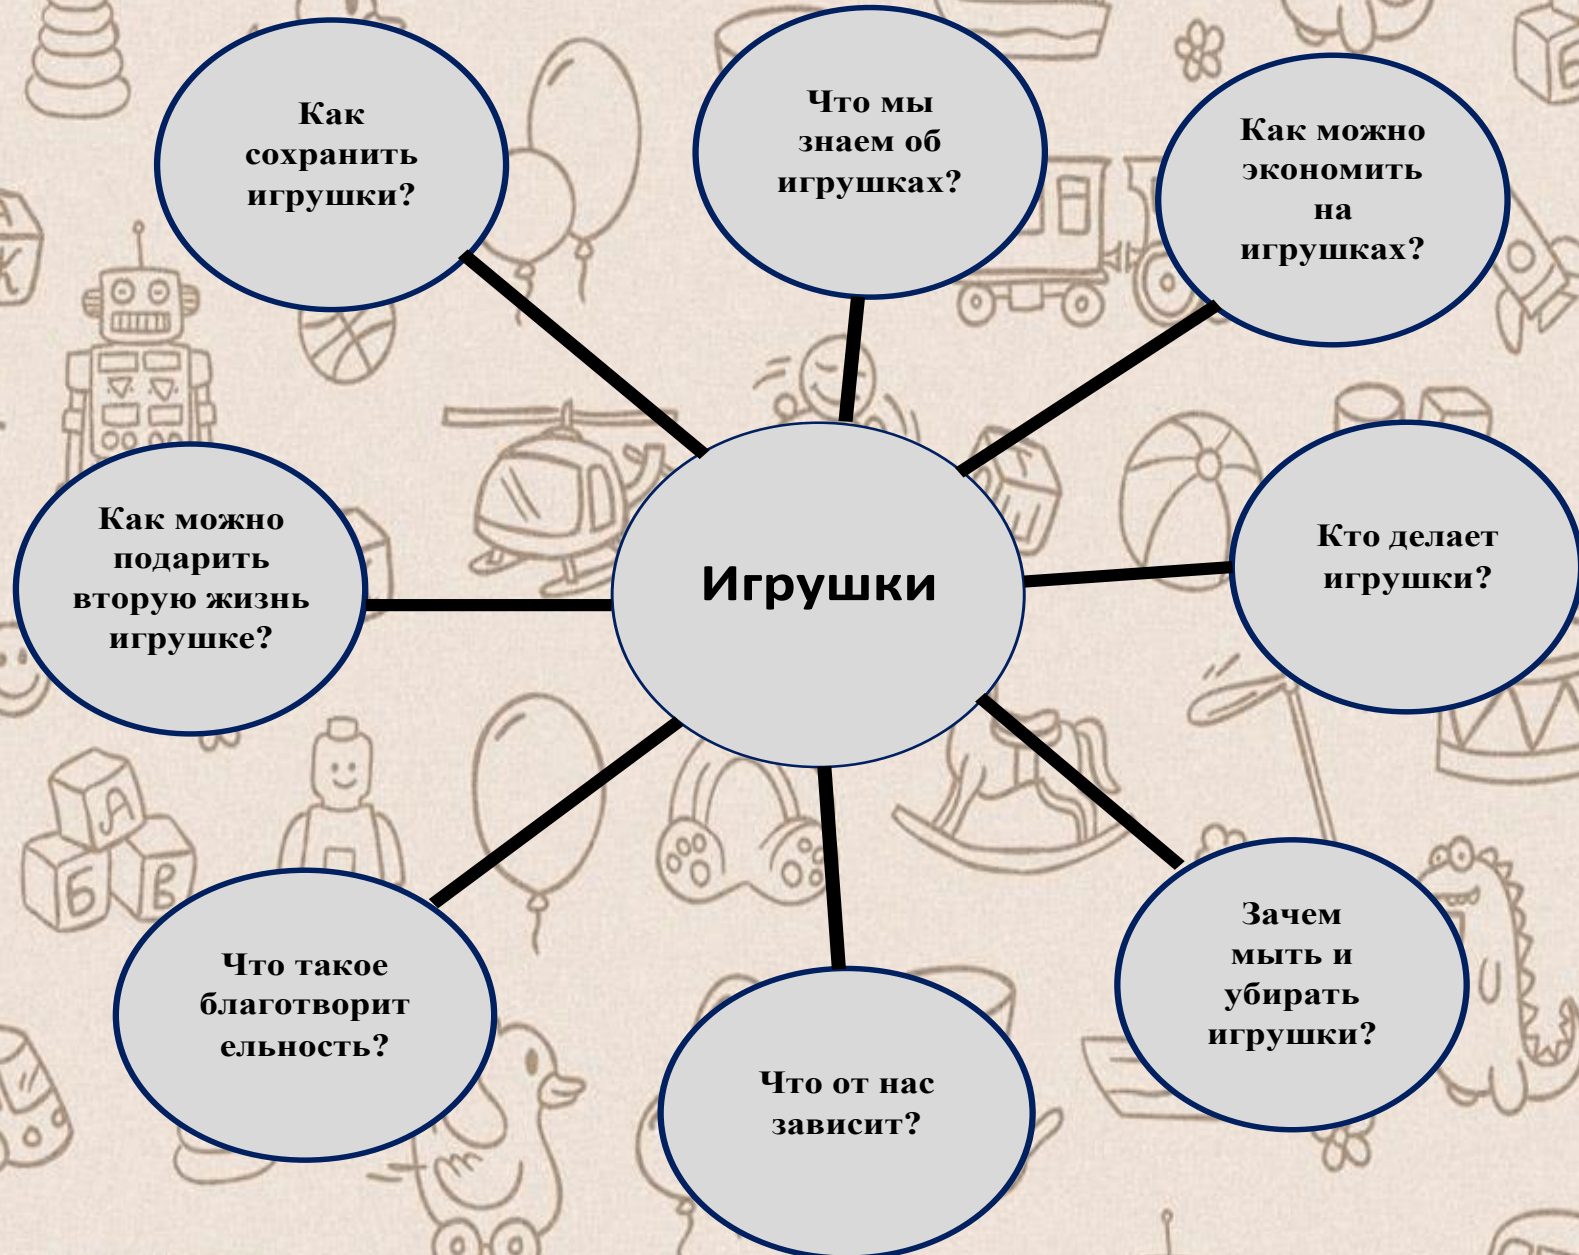 Как
сохранить
игрушки?
Что мы
знаем об
игрушках?
Как можно
экономить
на
игрушках?
Как можно
подарить
вторую жизнь
игрушке?
Игрушки
Кто делает
игрушки?
Что такое
благотворит
ельность?
Что от нас
зависит?
Зачем
мыть и
убирать
игрушки?
К
А
Б
В